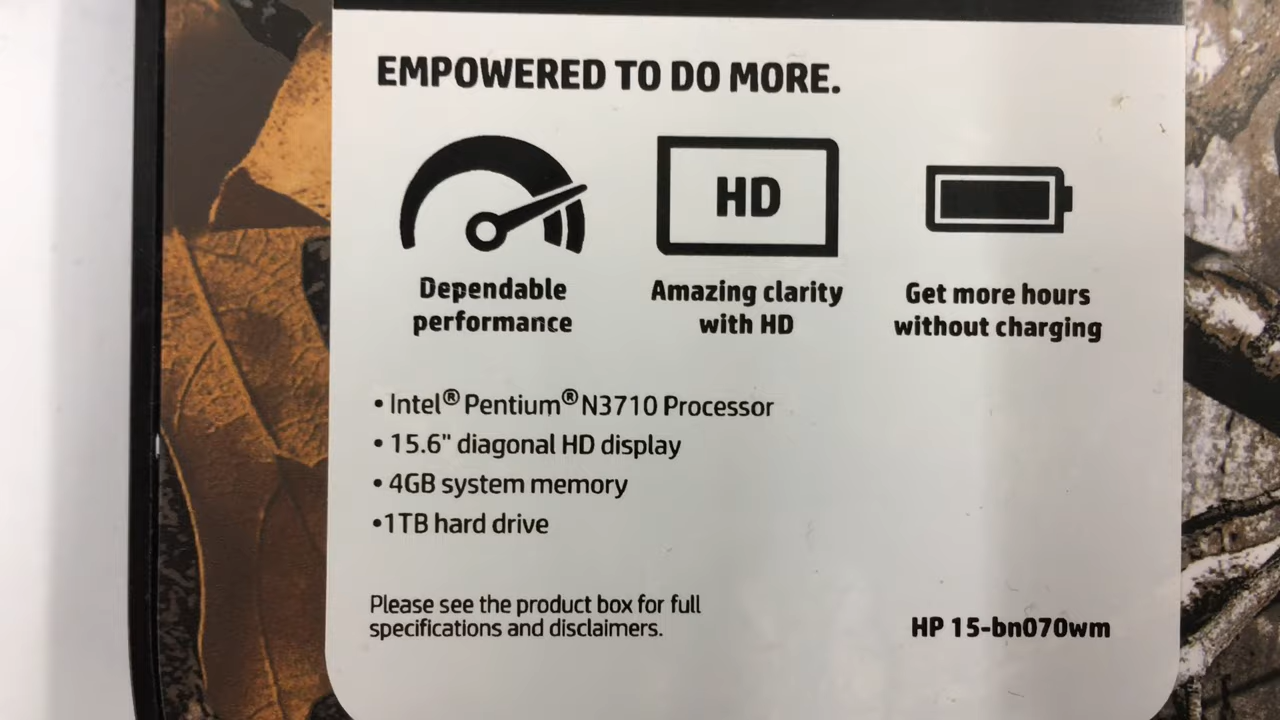 EMPOWERED TO DO MORE.
HD
Dependable
performance
Amazing clarity
with HD
Get more hours
without charging
• Intel® Pentium® N3710 Processor
• 15.6" diagonal HD display
• 4GB system memory
•1TB hard drive
Please see the product box for full
specifications and disclaimers.
HP 15-bn070wm